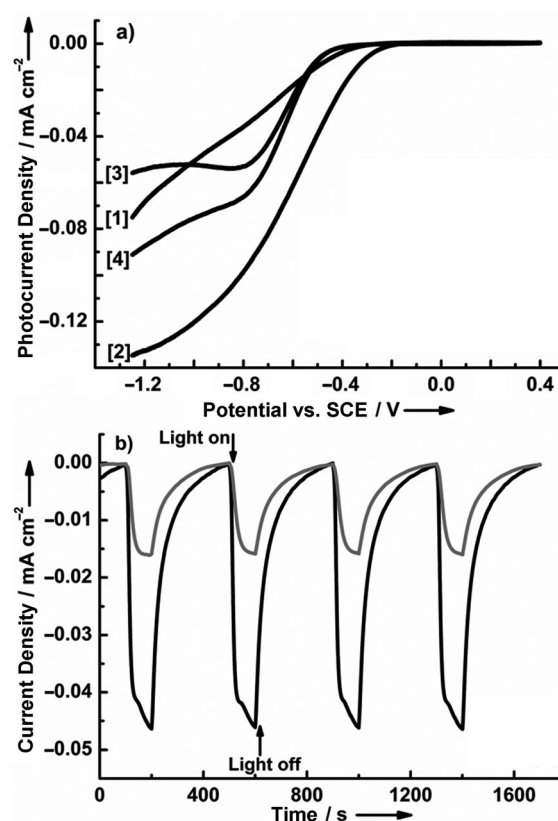 a)
Photocurrent Density / mA cm⁻²
0.00
−0.04
−0.08
−0.12
[3]
[1]
[4]
[2]
−1.2 −0.8 −0.4 0.0 0.4
Potential vs. SCE / V
b)
Light on
Current Density / mA cm⁻²
0.00
−0.01
−0.02
−0.03
−0.04
−0.05
Light off
0 400 800 1200 1600
Time / s